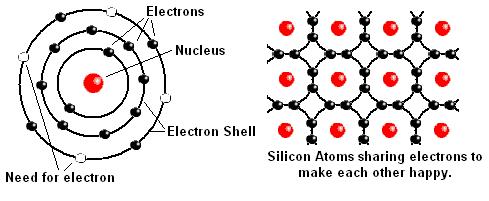 Electrons
Nucleus
Electron Shell
Need for electron
Silicon Atoms sharing electrons to
make each other happy.